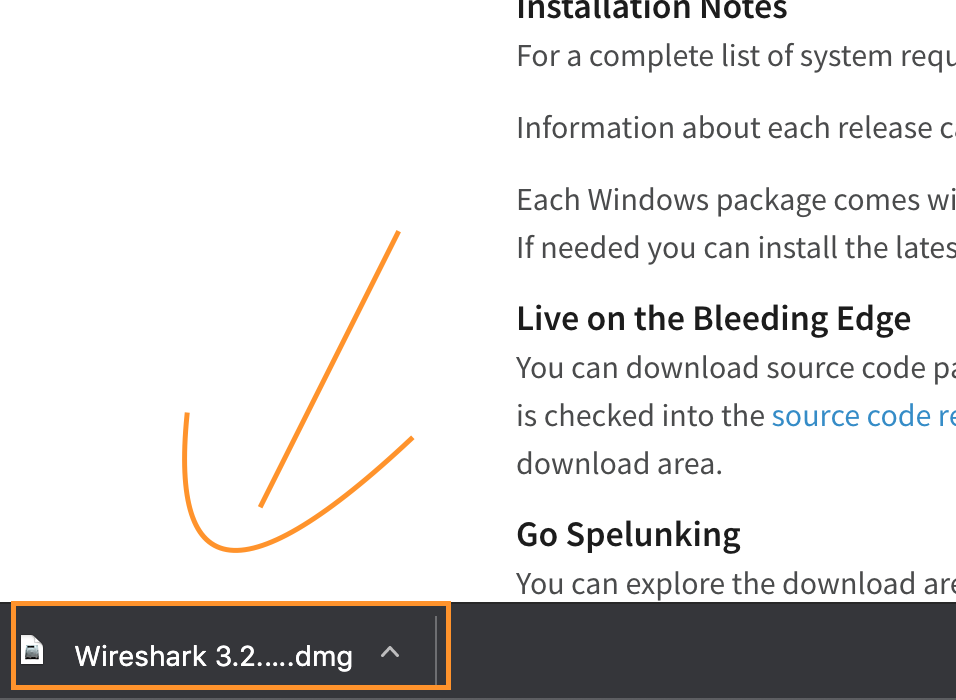 Installation Notes
For a complete list of system requ
Information about each release ca
Each Windows package comes wi
If needed you can install the lates
Live on the Bleeding Edge
You can download source code pa
is checked into the source code re
download area.
Go Spelunking
You can explore the download are
Wireshark 3.2.....dmg